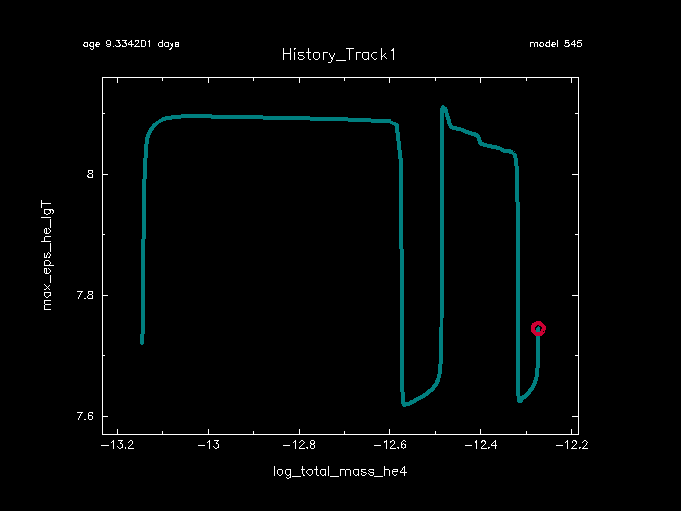 age 9.334201 days
model 545
History_Track1
max_eps_he_lgT
8
7.8
7.6
−13.2
−13
−12.8
−12.6
−12.4
−12.2
log_total_mass_he4